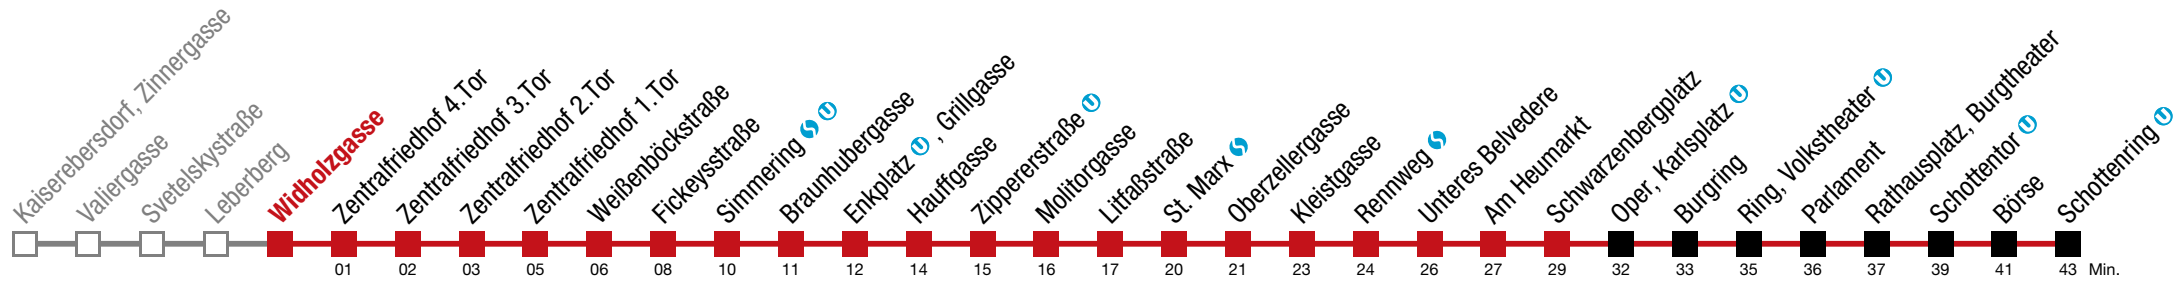 Kaiserebersdorf, Zinnergasse
Valiergasse
Svetelskystraße
Leberberg
Widholzgasse
Zentralfriedhof 4.Tor
Zentralfriedhof 3.Tor
Zentralfriedhof 2.Tor
Zentralfriedhof 1.Tor
Weißenböckstraße
Fickeysstraße
Simmering S U
Braunhubergasse
Enkplatz U , Grillgasse
Hauffgasse
Zippererstraße U
Molitorgasse
Litfaßstraße
St. Marx S
Oberzellergasse
Kleistgasse
Rennweg S
Unteres Belvedere
Am Heumarkt
Schwarzenbergplatz
Oper, Karlsplatz U
Burgring
Ring, Volkstheater U
Parlament
Rathausplatz, Burgtheater
Schottentor U
Börse
Schottenring U
01 02 03 05 06 08 10 11 12 14 15 16 17 20 21 23 24 26 27 29 32 33 35 36 37 39 41 43 Min.